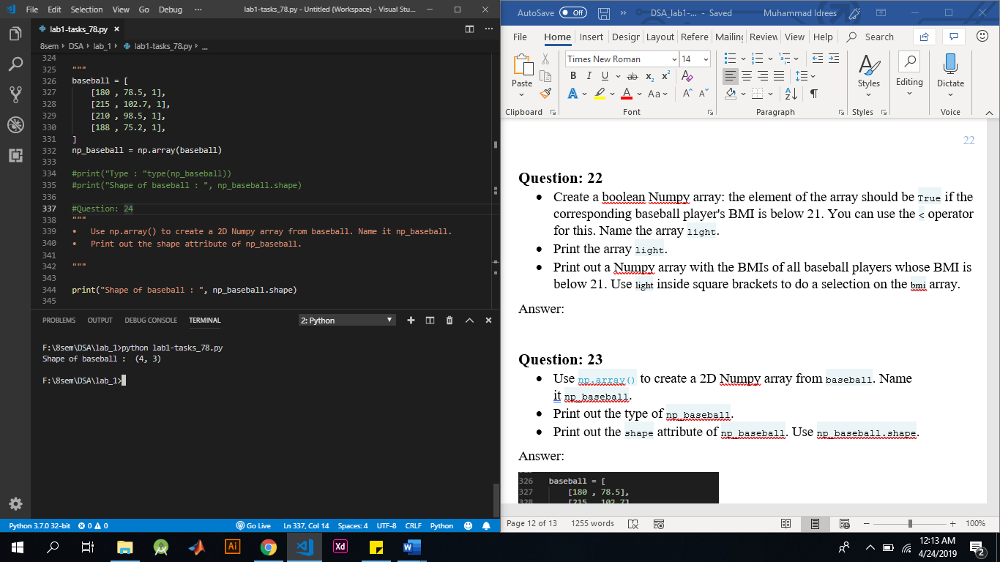 File Edit Selection View Go Debug ··· lab1-tasks_78.py - Untitled (Workspace) - Visual Stu...
lab1-tasks_78.py ×
8sem › DSA › lab_1 › lab1-tasks_78.py › ...
324
325 """
326 baseball = [
327 [180 , 78.5, 1],
328 [215 , 102.7, 1],
329 [210 , 98.5, 1],
330 [188 , 75.2, 1],
331 ]
332 np_baseball = np.array(baseball)
333
334 #print("Type : "type(np_baseball))
335 #print("Shape of baseball : ", np_baseball.shape)
336
337 #Question: 24
338 """
339 • Use np.array() to create a 2D Numpy array from baseball. Name it np_baseball.
340 • Print out the shape attribute of np_baseball.
341
342 """
343
344 print("Shape of baseball : ", np_baseball.shape)
345
PROBLEMS OUTPUT DEBUG CONSOLE TERMINAL 2: Python
F:\8sem\DSA\lab_1>python lab1-tasks_78.py
Shape of baseball :  (4, 3)
F:\8sem\DSA\lab_1>
Python 3.7.0 32-bit 0 0 Go Live Ln 337, Col 14 Spaces: 4 UTF-8 CRLF Python
AutoSave Off DSA_lab1-... - Saved Muhammad Idrees
File Home Insert Design Layout Refere Mailing Review View Help Search
Times New Roman 14
Paste B I U ab x₂ x² Styles Editing Dictate
A A Aa A A
Clipboard Font Paragraph Styles Voice
22
Question: 22
• Create a boolean Numpy array: the element of the array should be True if the
corresponding baseball player's BMI is below 21. You can use the < operator
for this. Name the array light.
• Print the array light.
• Print out a Numpy array with the BMIs of all baseball players whose BMI is
below 21. Use light inside square brackets to do a selection on the bmi array.
Answer:
Question: 23
• Use np.array() to create a 2D Numpy array from baseball. Name
it np_baseball.
• Print out the type of np_baseball.
• Print out the shape attribute of np_baseball. Use np_baseball.shape.
Answer:
326 baseball = [
327 [180 , 78.5],
328 [215 , 102.7]
Page 12 of 13 1255 words 100%
Ai Xd 12:13 AM
4/24/2019 2